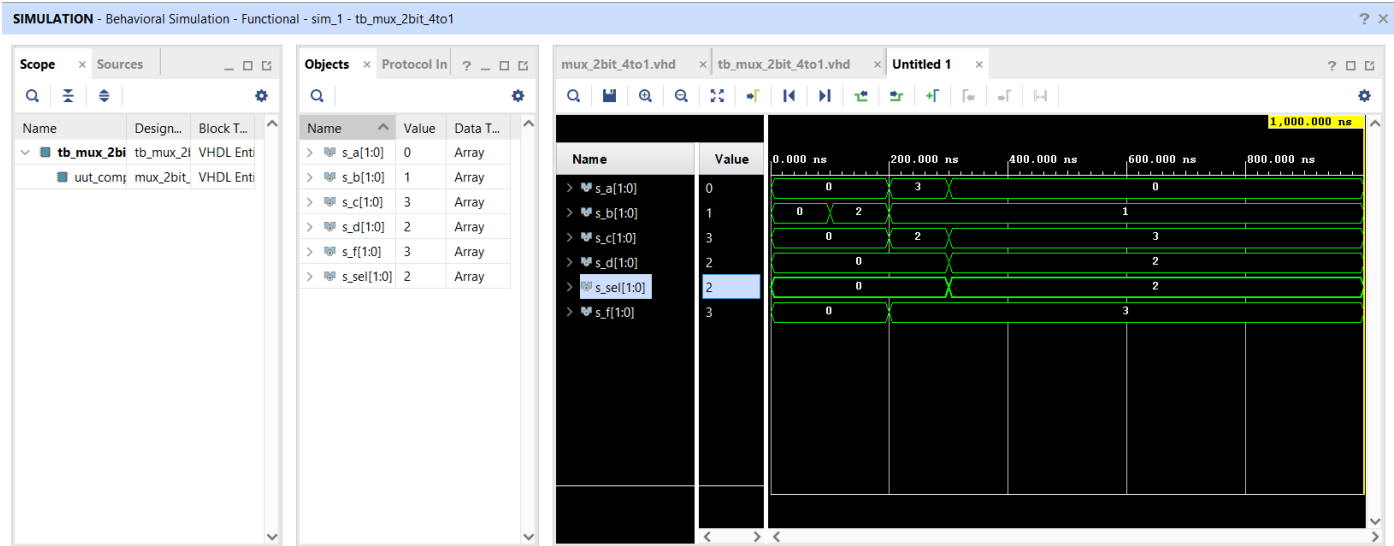 SIMULATION - Behavioral Simulation - Functional - sim_1 - tb_mux_2bit_4to1 ? ×
Scope × Sources
Name Design... Block T...
tb_mux_2bi tb_mux_2l VHDL Enti
uut_comp mux_2bit_ VHDL Enti
Objects × Protocol In ?
Name Value Data T...
s_a[1:0] 0 Array
s_b[1:0] 1 Array
s_c[1:0] 3 Array
s_d[1:0] 2 Array
s_f[1:0] 3 Array
s_sel[1:0] 2 Array
mux_2bit_4to1.vhd × tb_mux_2bit_4to1.vhd × Untitled 1 × ?
1,000.000 ns
Name Value 0.000 ns 200.000 ns 400.000 ns 600.000 ns 800.000 ns
s_a[1:0] 0 0 3 0
s_b[1:0] 1 0 2 1
s_c[1:0] 3 0 2 3
s_d[1:0] 2 0 2
s_sel[1:0] 2 0 2
s_f[1:0] 3 0 3